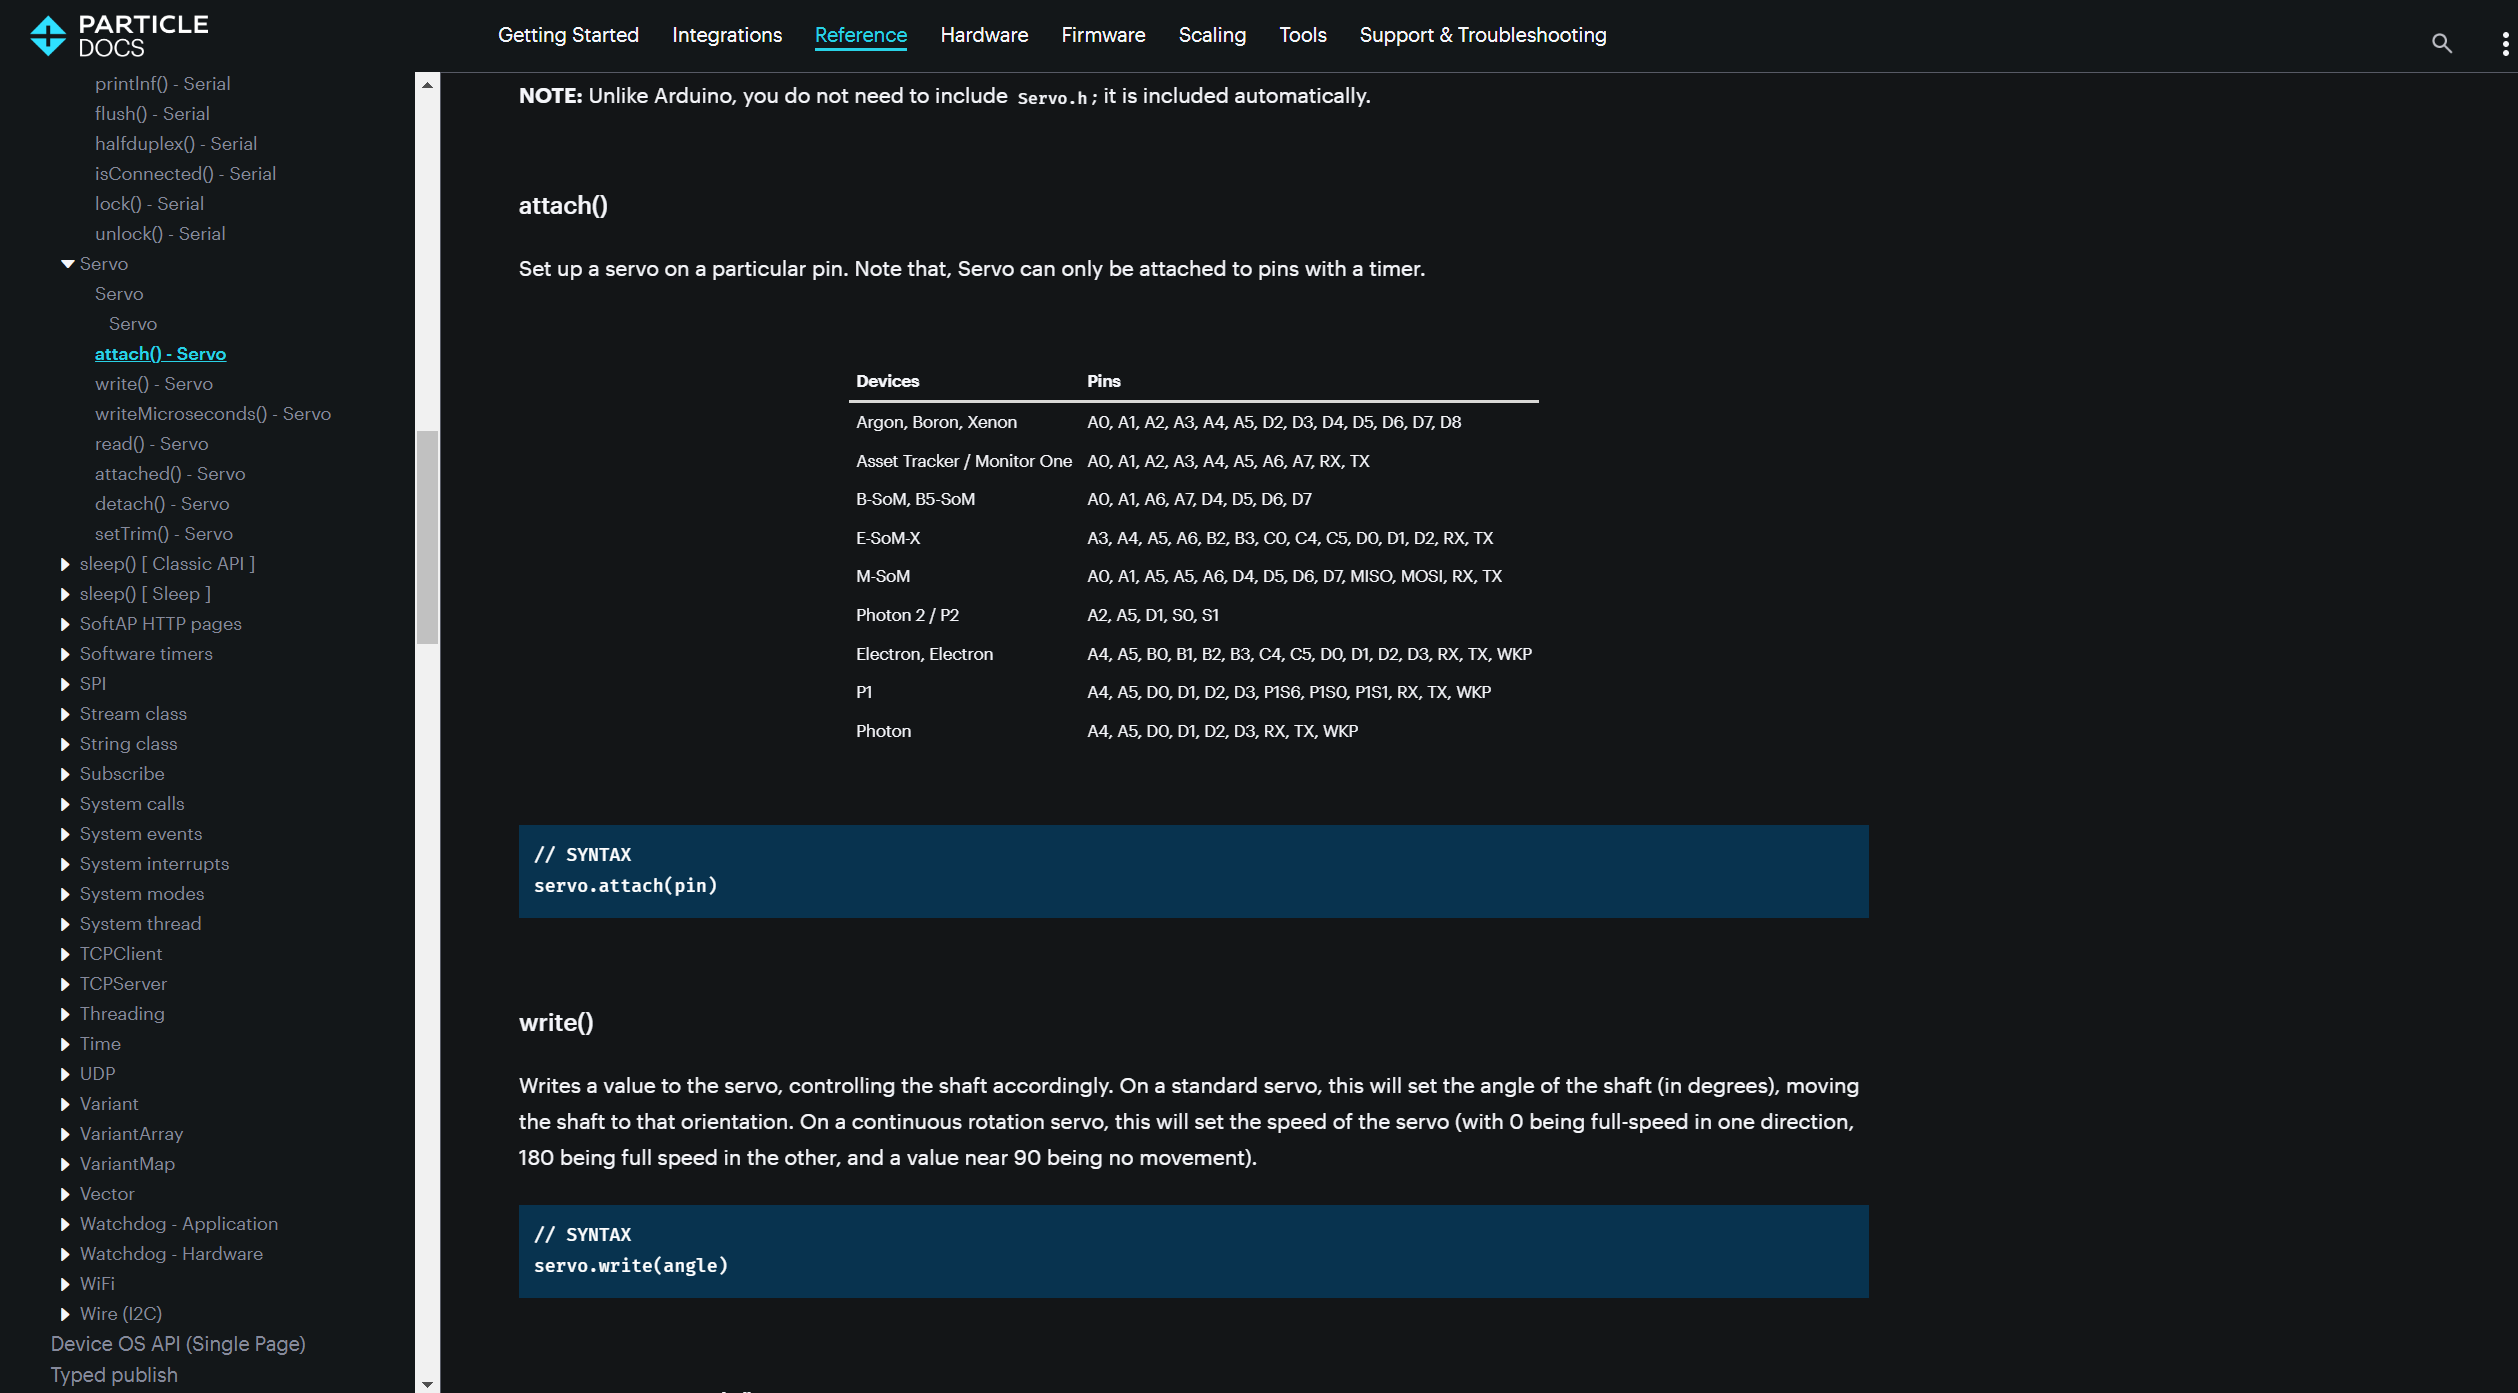 PARTICLE
DOCS
Getting Started
Integrations
Reference
Hardware
Firmware
Scaling
Tools
Support & Troubleshooting
printlnf() - Serial
flush() - Serial
halfduplex() - Serial
isConnected() - Serial
lock() - Serial
unlock() - Serial
Servo
Servo
Servo
attach() - Servo
write() - Servo
writeMicroseconds() - Servo
read() - Servo
attached() - Servo
detach() - Servo
setTrim() - Servo
sleep() [ Classic API ]
sleep() [ Sleep ]
SoftAP HTTP pages
Software timers
SPI
Stream class
String class
Subscribe
System calls
System events
System interrupts
System modes
System thread
TCPClient
TCPServer
Threading
Time
UDP
Variant
VariantArray
VariantMap
Vector
Watchdog - Application
Watchdog - Hardware
WiFi
Wire (I2C)
Device OS API (Single Page)
Typed publish
NOTE: Unlike Arduino, you do not need to include Servo.h; it is included automatically.
attach()
Set up a servo on a particular pin. Note that, Servo can only be attached to pins with a timer.
Devices Pins
Argon, Boron, Xenon A0, A1, A2, A3, A4, A5, D2, D3, D4, D5, D6, D7, D8
Asset Tracker / Monitor One A0, A1, A2, A3, A4, A5, A6, A7, RX, TX
B-SoM, B5-SoM A0, A1, A6, A7, D4, D5, D6, D7
E-SoM-X A3, A4, A5, A6, B2, B3, C0, C4, C5, D0, D1, D2, RX, TX
M-SoM A0, A1, A5, A5, A6, D4, D5, D6, D7, MISO, MOSI, RX, TX
Photon 2 / P2 A2, A5, D1, S0, S1
Electron, Electron A4, A5, B0, B1, B2, B3, C4, C5, D0, D1, D2, D3, RX, TX, WKP
P1 A4, A5, D0, D1, D2, D3, P1S6, P1S0, P1S1, RX, TX, WKP
Photon A4, A5, D0, D1, D2, D3, RX, TX, WKP
// SYNTAX
servo.attach(pin)
write()
Writes a value to the servo, controlling the shaft accordingly. On a standard servo, this will set the angle of the shaft (in degrees), moving
the shaft to that orientation. On a continuous rotation servo, this will set the speed of the servo (with 0 being full-speed in one direction,
180 being full speed in the other, and a value near 90 being no movement).
// SYNTAX
servo.write(angle)